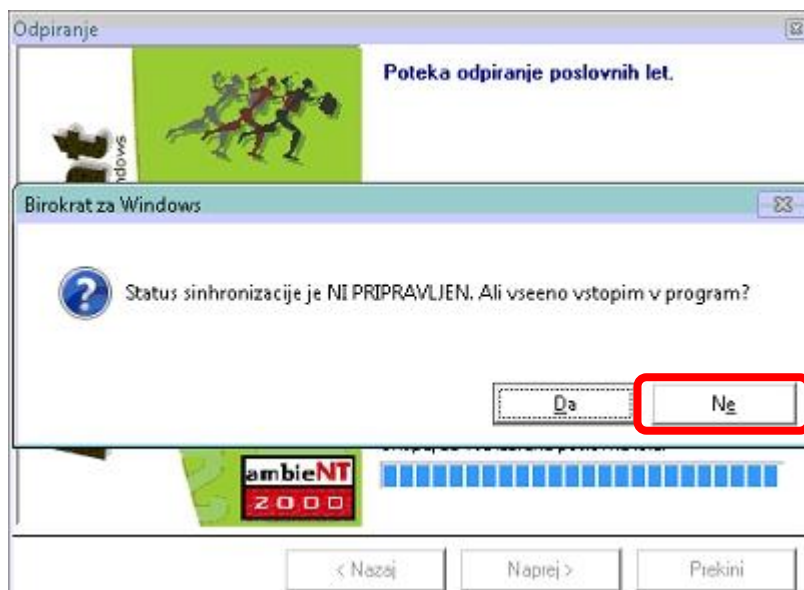 Odpiranje
Poteka odpiranje poslovnih let.
Birokrat za Windows
Status sinhronizacije je NI PRIPRAVLJEN. Ali vseeno vstopim v program?
Da
Ne
ambieNT
2000
< Nazaj
Naprej >
Prekini